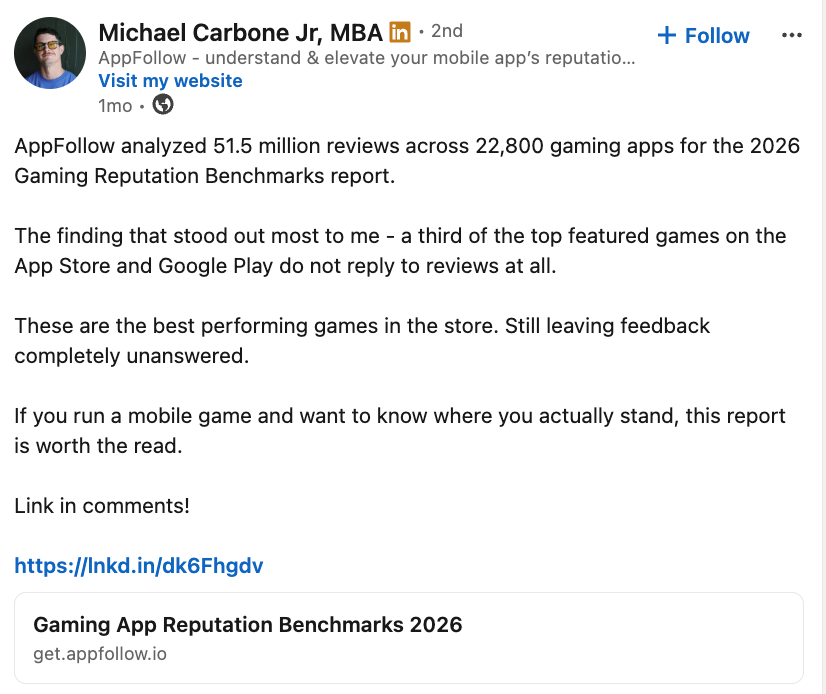 Michael Carbone Jr, MBA in • 2nd
+ Follow
AppFollow - understand & elevate your mobile app’s reputatio...
Visit my website
1mo •
AppFollow analyzed 51.5 million reviews across 22,800 gaming apps for the 2026
Gaming Reputation Benchmarks report.
The finding that stood out most to me - a third of the top featured games on the
App Store and Google Play do not reply to reviews at all.
These are the best performing games in the store. Still leaving feedback
completely unanswered.
If you run a mobile game and want to know where you actually stand, this report
is worth the read.
Link in comments!
https://lnkd.in/dk6Fhgdv
Gaming App Reputation Benchmarks 2026
get.appfollow.io